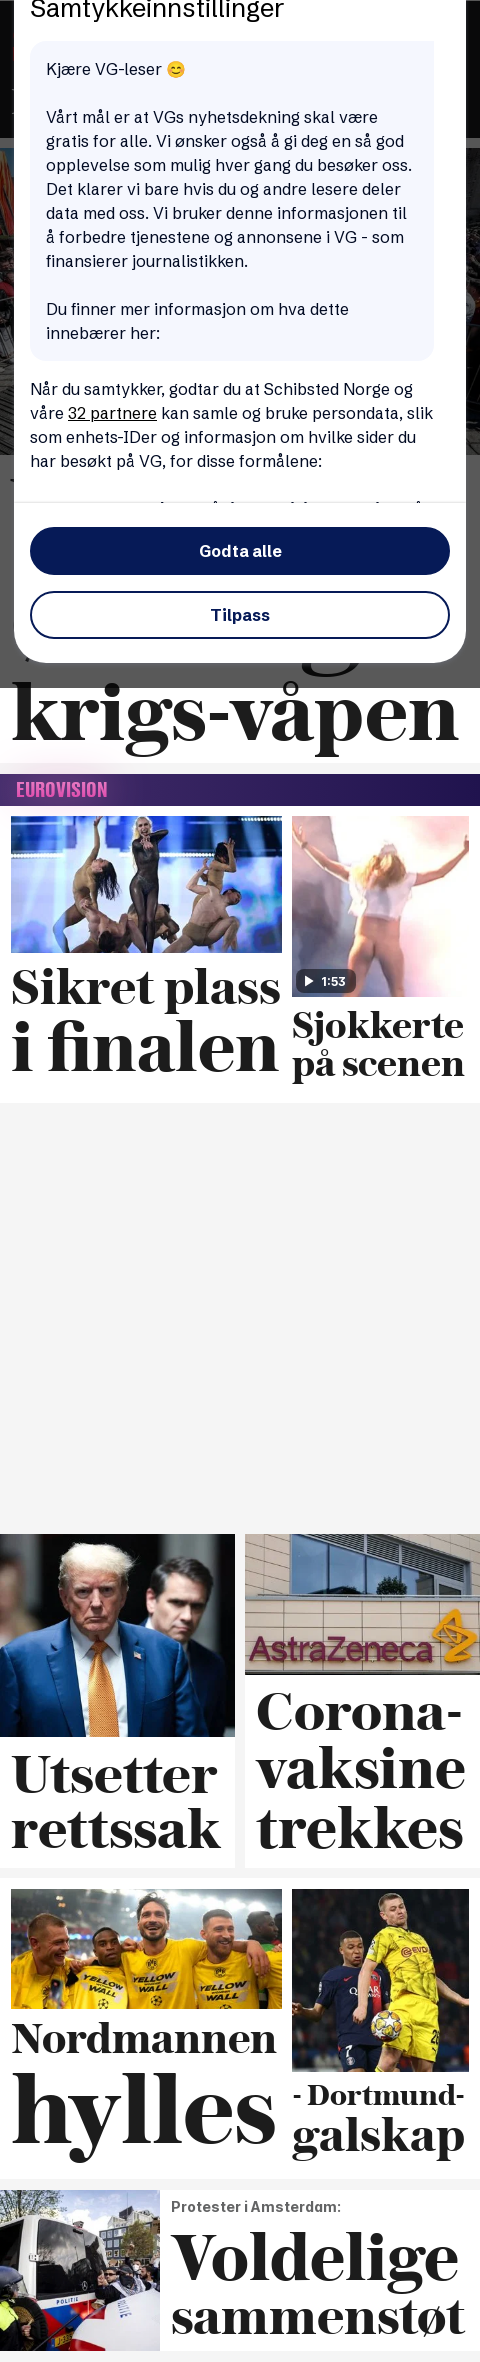 Samtykkeinnstillinger
Kjære VG-leser 😊
Vårt mål er at VGs nyhetsdekning skal være
gratis for alle. Vi ønsker også å gi deg en så god
opplevelse som mulig hver gang du besøker oss.
Det klarer vi bare hvis du og andre lesere deler
data med oss. Vi bruker denne informasjonen til
å forbedre tjenestene og annonsene i VG - som
finansierer journalistikken.
Du finner mer informasjon om hva dette
innebærer her:
Når du samtykker, godtar du at Schibsted Norge og
våre 32 partnere kan samle og bruke persondata, slik
som enhets-IDer og informasjon om hvilke sider du
har besøkt på VG, for disse formålene:
Godta alle
Tilpass
krigs-våpen
EUROVISION
1:53
Sikret plass
i finalen
Sjokkerte
på scenen
AstraZeneca
Utsetter
rettssak
Corona-
vaksine
trekkes
YELLOW
WALL
YELLOW
WALL
YELLOW
WALL
Nordmannen
hylles
7
- Dortmund-
galskap
POLITIE
Protester i Amsterdam:
Voldelige
sammenstøt